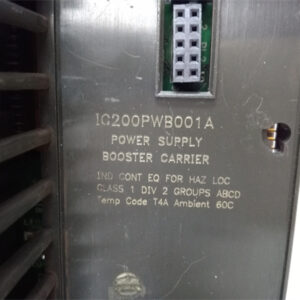 IC200PWB001A
POWER SUPPLY
BOOSTER CARRIER
IND CONT EQ FOR HAZ LOC
CLASS 1 DIV 2 GROUPS ABCD
Temp Code T4A Ambient 60C